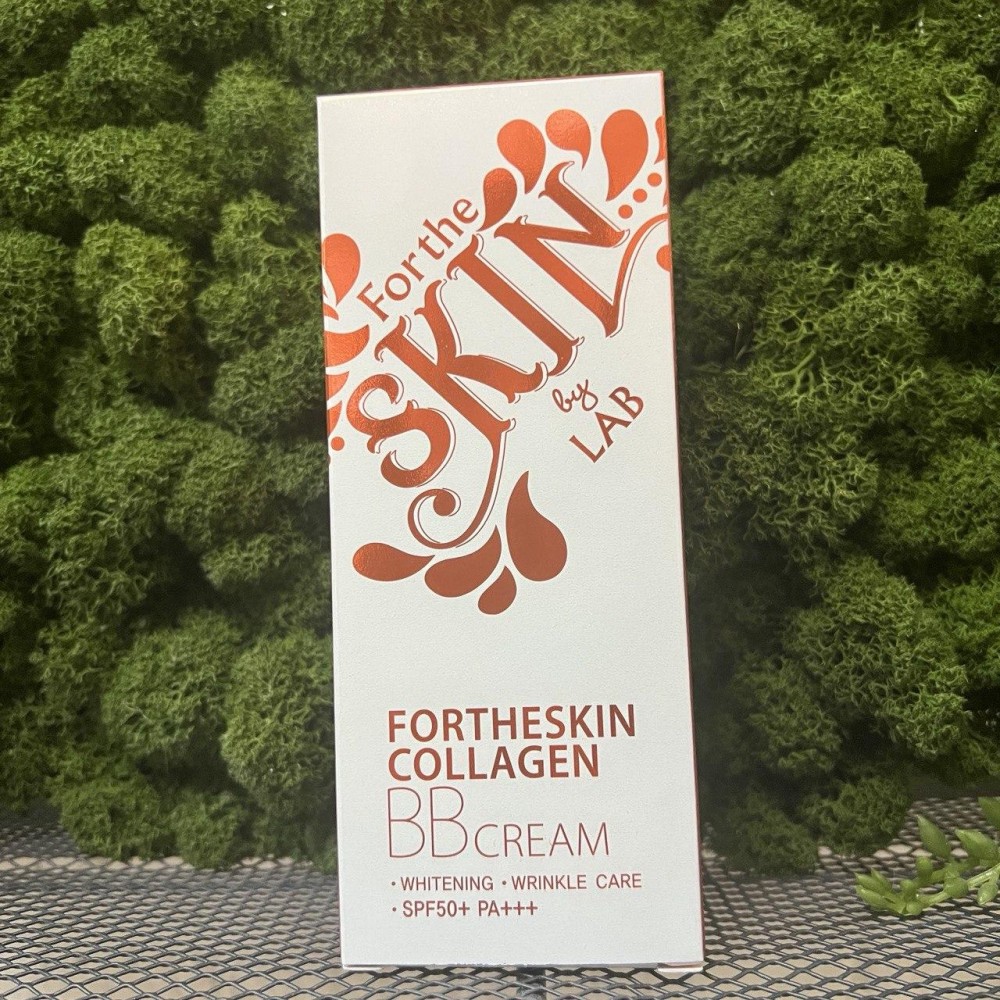 For the
SKIN
by
LAB
FORTHESKIN
COLLAGEN
BB CREAM
• WHITENING • WRINKLE CARE
• SPF50+ PA+++